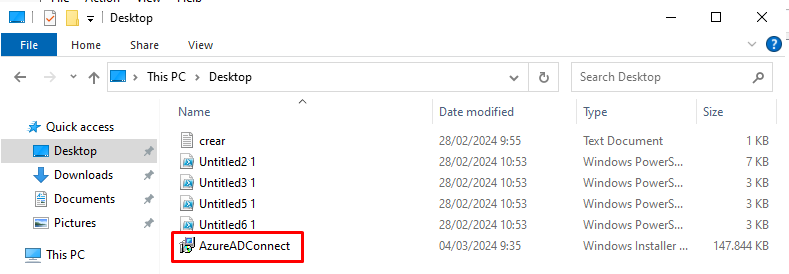 Desktop
File Home Share View
This PC Desktop Search Desktop
Name Date modified Type Size
Quick access
Desktop
Downloads
Documents
Pictures
This PC
crear 28/02/2024 9:55 Text Document 1 KB
Untitled2 1 28/02/2024 10:53 Windows PowerS... 7 KB
Untitled3 1 28/02/2024 10:53 Windows PowerS... 3 KB
Untitled5 1 28/02/2024 10:53 Windows PowerS... 3 KB
Untitled6 1 28/02/2024 10:53 Windows PowerS... 3 KB
AzureADConnect 04/03/2024 9:35 Windows Installer ... 147.844 KB